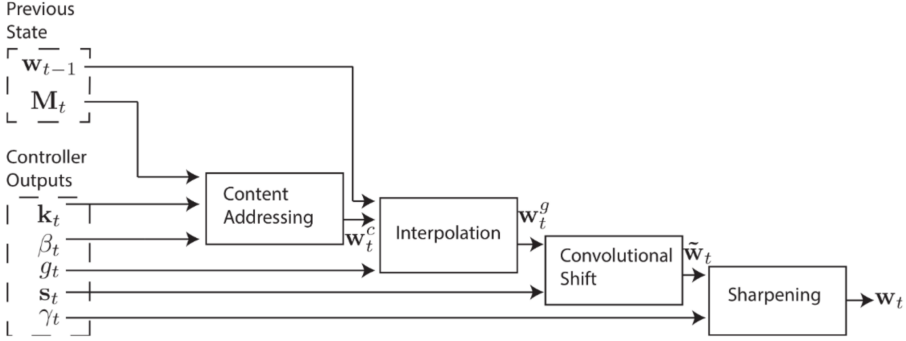 Previous
State
w_{t−1}
M_t
Controller
Outputs
k_t
β_t
g_t
s_t
γ_t
Content
Addressing
w_t^c
Interpolation
w_t^g
Convolutional
Shift
w̃_t
Sharpening
w_t